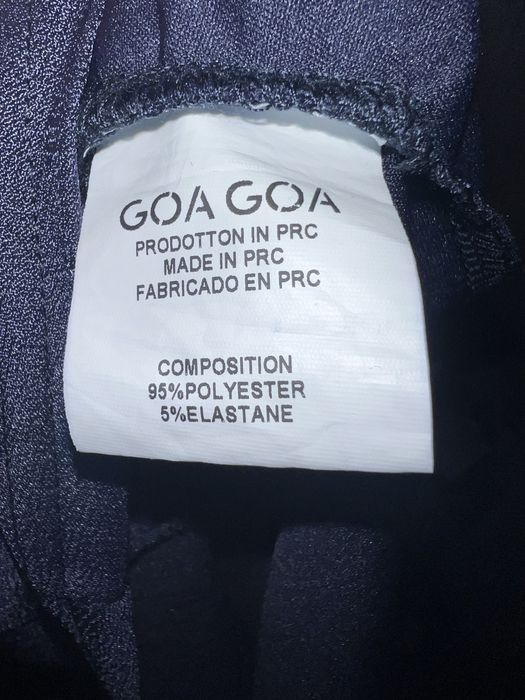 GOA GOA
PRODOTTON IN PRC
MADE IN PRC
FABRICADO EN PRC
COMPOSITION
95%POLYESTER
5%ELASTANE